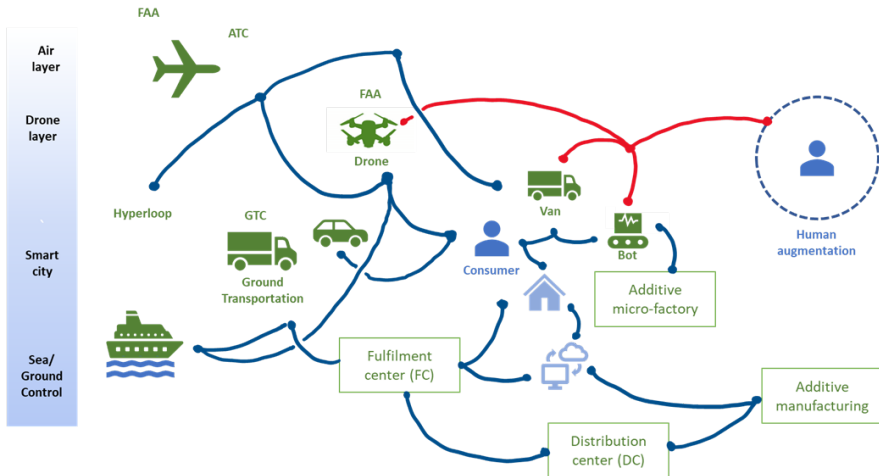 FAA
ATC
Air
layer
FAA
Drone
layer
Drone
Hyperloop
GTC
Van
Smart
city
Consumer
Bot
Human
augmentation
Ground
Transportation
Additive
micro-factory
Sea/
Ground
Control
Fulfilment
center (FC)
Additive
manufacturing
Distribution
center (DC)